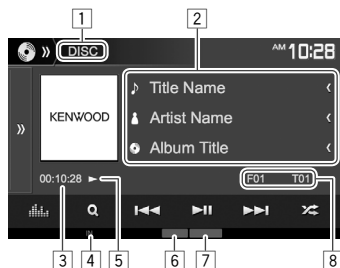 1 2
DISC AM 10:28
KENWOOD
Title Name
Artist Name
Album Title
00:10:28 F01 T01
IN
3 4 5 6 7 8